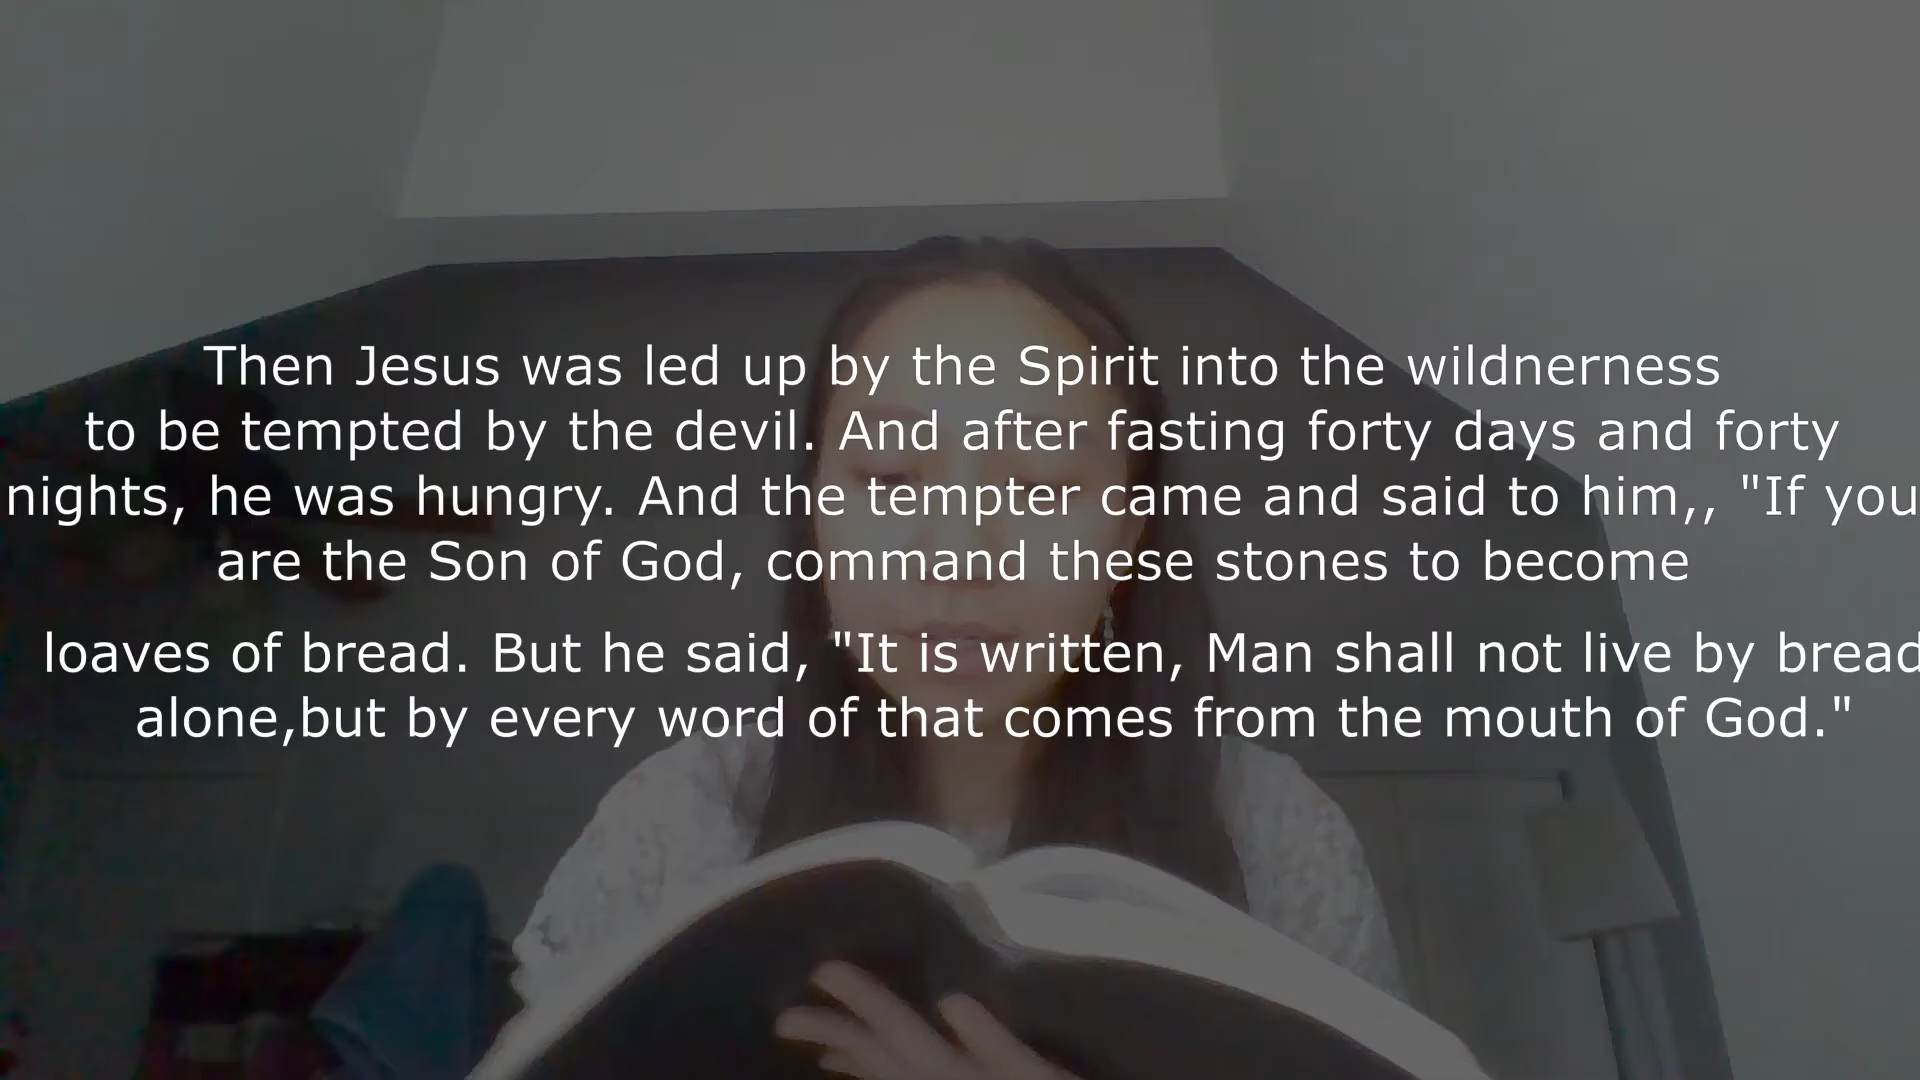 Then Jesus was led up by the Spirit into the wildnerness
to be tempted by the devil. And after fasting forty days and forty
nights, he was hungry. And the tempter came and said to him,, "If you
are the Son of God, command these stones to become
loaves of bread. But he said, "It is written, Man shall not live by bread
alone,but by every word of that comes from the mouth of God."